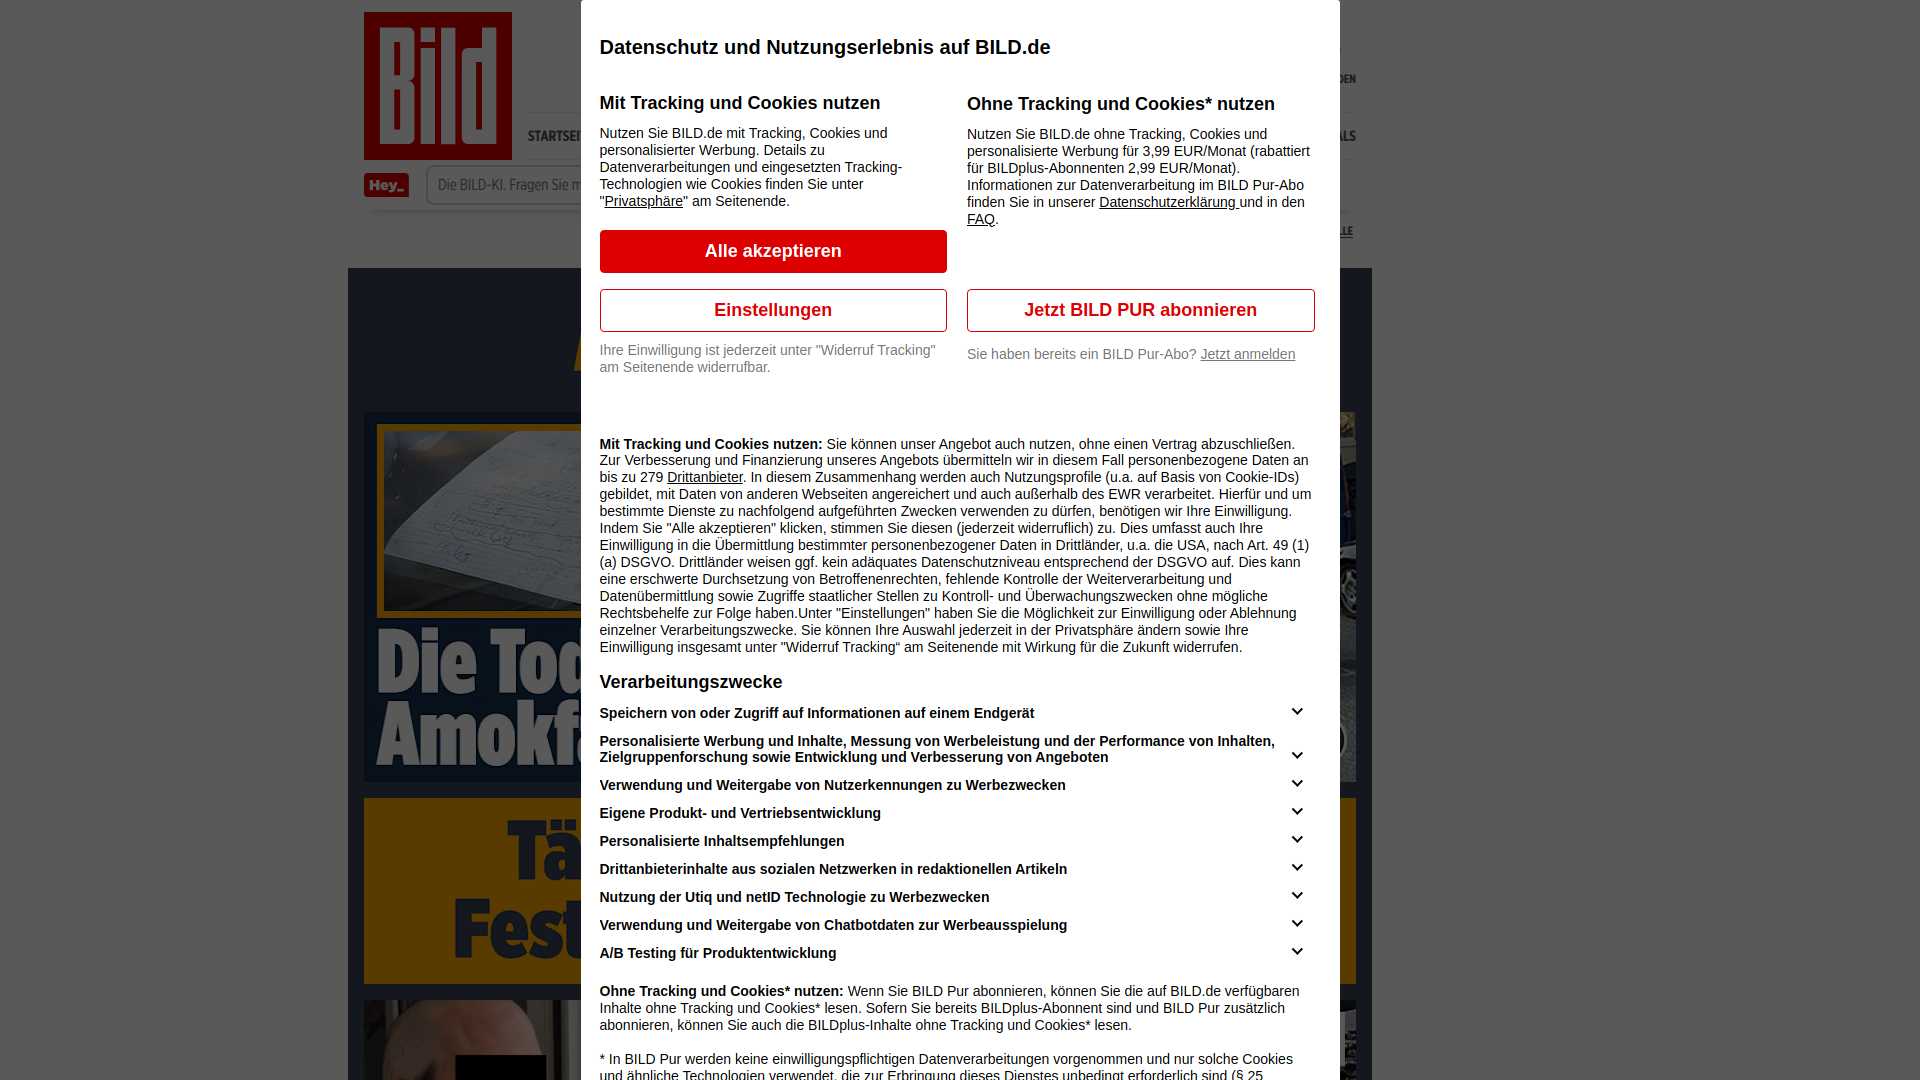 Bild
STARTSEI
Hey_
Die BILD-KI. Fragen Sie m
Die Tod
Amokf
Tä
Fest
DEN
ALS
LLE
Datenschutz und Nutzungserlebnis auf BILD.de
Mit Tracking und Cookies nutzen
Nutzen Sie BILD.de mit Tracking, Cookies und
personalisierter Werbung. Details zu
Datenverarbeitungen und eingesetzten Tracking-
Technologien wie Cookies finden Sie unter
"Privatsphäre" am Seitenende.
Alle akzeptieren
Einstellungen
Ihre Einwilligung ist jederzeit unter "Widerruf Tracking"
am Seitenende widerrufbar.
Ohne Tracking und Cookies* nutzen
Nutzen Sie BILD.de ohne Tracking, Cookies und
personalisierte Werbung für 3,99 EUR/Monat (rabattiert
für BILDplus-Abonnenten 2,99 EUR/Monat).
Informationen zur Datenverarbeitung im BILD Pur-Abo
finden Sie in unserer Datenschutzerklärung und in den
FAQ.
Jetzt BILD PUR abonnieren
Sie haben bereits ein BILD Pur-Abo? Jetzt anmelden
Mit Tracking und Cookies nutzen: Sie können unser Angebot auch nutzen, ohne einen Vertrag abzuschließen.
Zur Verbesserung und Finanzierung unseres Angebots übermitteln wir in diesem Fall personenbezogene Daten an
bis zu 279 Drittanbieter. In diesem Zusammenhang werden auch Nutzungsprofile (u.a. auf Basis von Cookie-IDs)
gebildet, mit Daten von anderen Webseiten angereichert und auch außerhalb des EWR verarbeitet. Hierfür und um
bestimmte Dienste zu nachfolgend aufgeführten Zwecken verwenden zu dürfen, benötigen wir Ihre Einwilligung.
Indem Sie "Alle akzeptieren" klicken, stimmen Sie diesen (jederzeit widerruflich) zu. Dies umfasst auch Ihre
Einwilligung in die Übermittlung bestimmter personenbezogener Daten in Drittländer, u.a. die USA, nach Art. 49 (1)
(a) DSGVO. Drittländer weisen ggf. kein adäquates Datenschutzniveau entsprechend der DSGVO auf. Dies kann
eine erschwerte Durchsetzung von Betroffenenrechten, fehlende Kontrolle der Weiterverarbeitung und
Datenübermittlung sowie Zugriffe staatlicher Stellen zu Kontroll- und Überwachungszwecken ohne mögliche
Rechtsbehelfe zur Folge haben.Unter "Einstellungen" haben Sie die Möglichkeit zur Einwilligung oder Ablehnung
einzelner Verarbeitungszwecke. Sie können Ihre Auswahl jederzeit in der Privatsphäre ändern sowie Ihre
Einwilligung insgesamt unter "Widerruf Tracking" am Seitenende mit Wirkung für die Zukunft widerrufen.
Verarbeitungszwecke
Speichern von oder Zugriff auf Informationen auf einem Endgerät
Personalisierte Werbung und Inhalte, Messung von Werbeleistung und der Performance von Inhalten,
Zielgruppenforschung sowie Entwicklung und Verbesserung von Angeboten
Verwendung und Weitergabe von Nutzerkennungen zu Werbezwecken
Eigene Produkt- und Vertriebsentwicklung
Personalisierte Inhaltsempfehlungen
Drittanbieterinhalte aus sozialen Netzwerken in redaktionellen Artikeln
Nutzung der Utiq und netID Technologie zu Werbezwecken
Verwendung und Weitergabe von Chatbotdaten zur Werbeausspielung
A/B Testing für Produktentwicklung
Ohne Tracking und Cookies* nutzen: Wenn Sie BILD Pur abonnieren, können Sie die auf BILD.de verfügbaren
Inhalte ohne Tracking und Cookies* lesen. Sofern Sie bereits BILDplus-Abonnent sind und BILD Pur zusätzlich
abonnieren, können Sie auch die BILDplus-Inhalte ohne Tracking und Cookies* lesen.
* In BILD Pur werden keine einwilligungspflichtigen Datenverarbeitungen vorgenommen und nur solche Cookies
und ähnliche Technologien verwendet, die zur Erbringung dieses Dienstes unbedingt erforderlich sind (§ 25